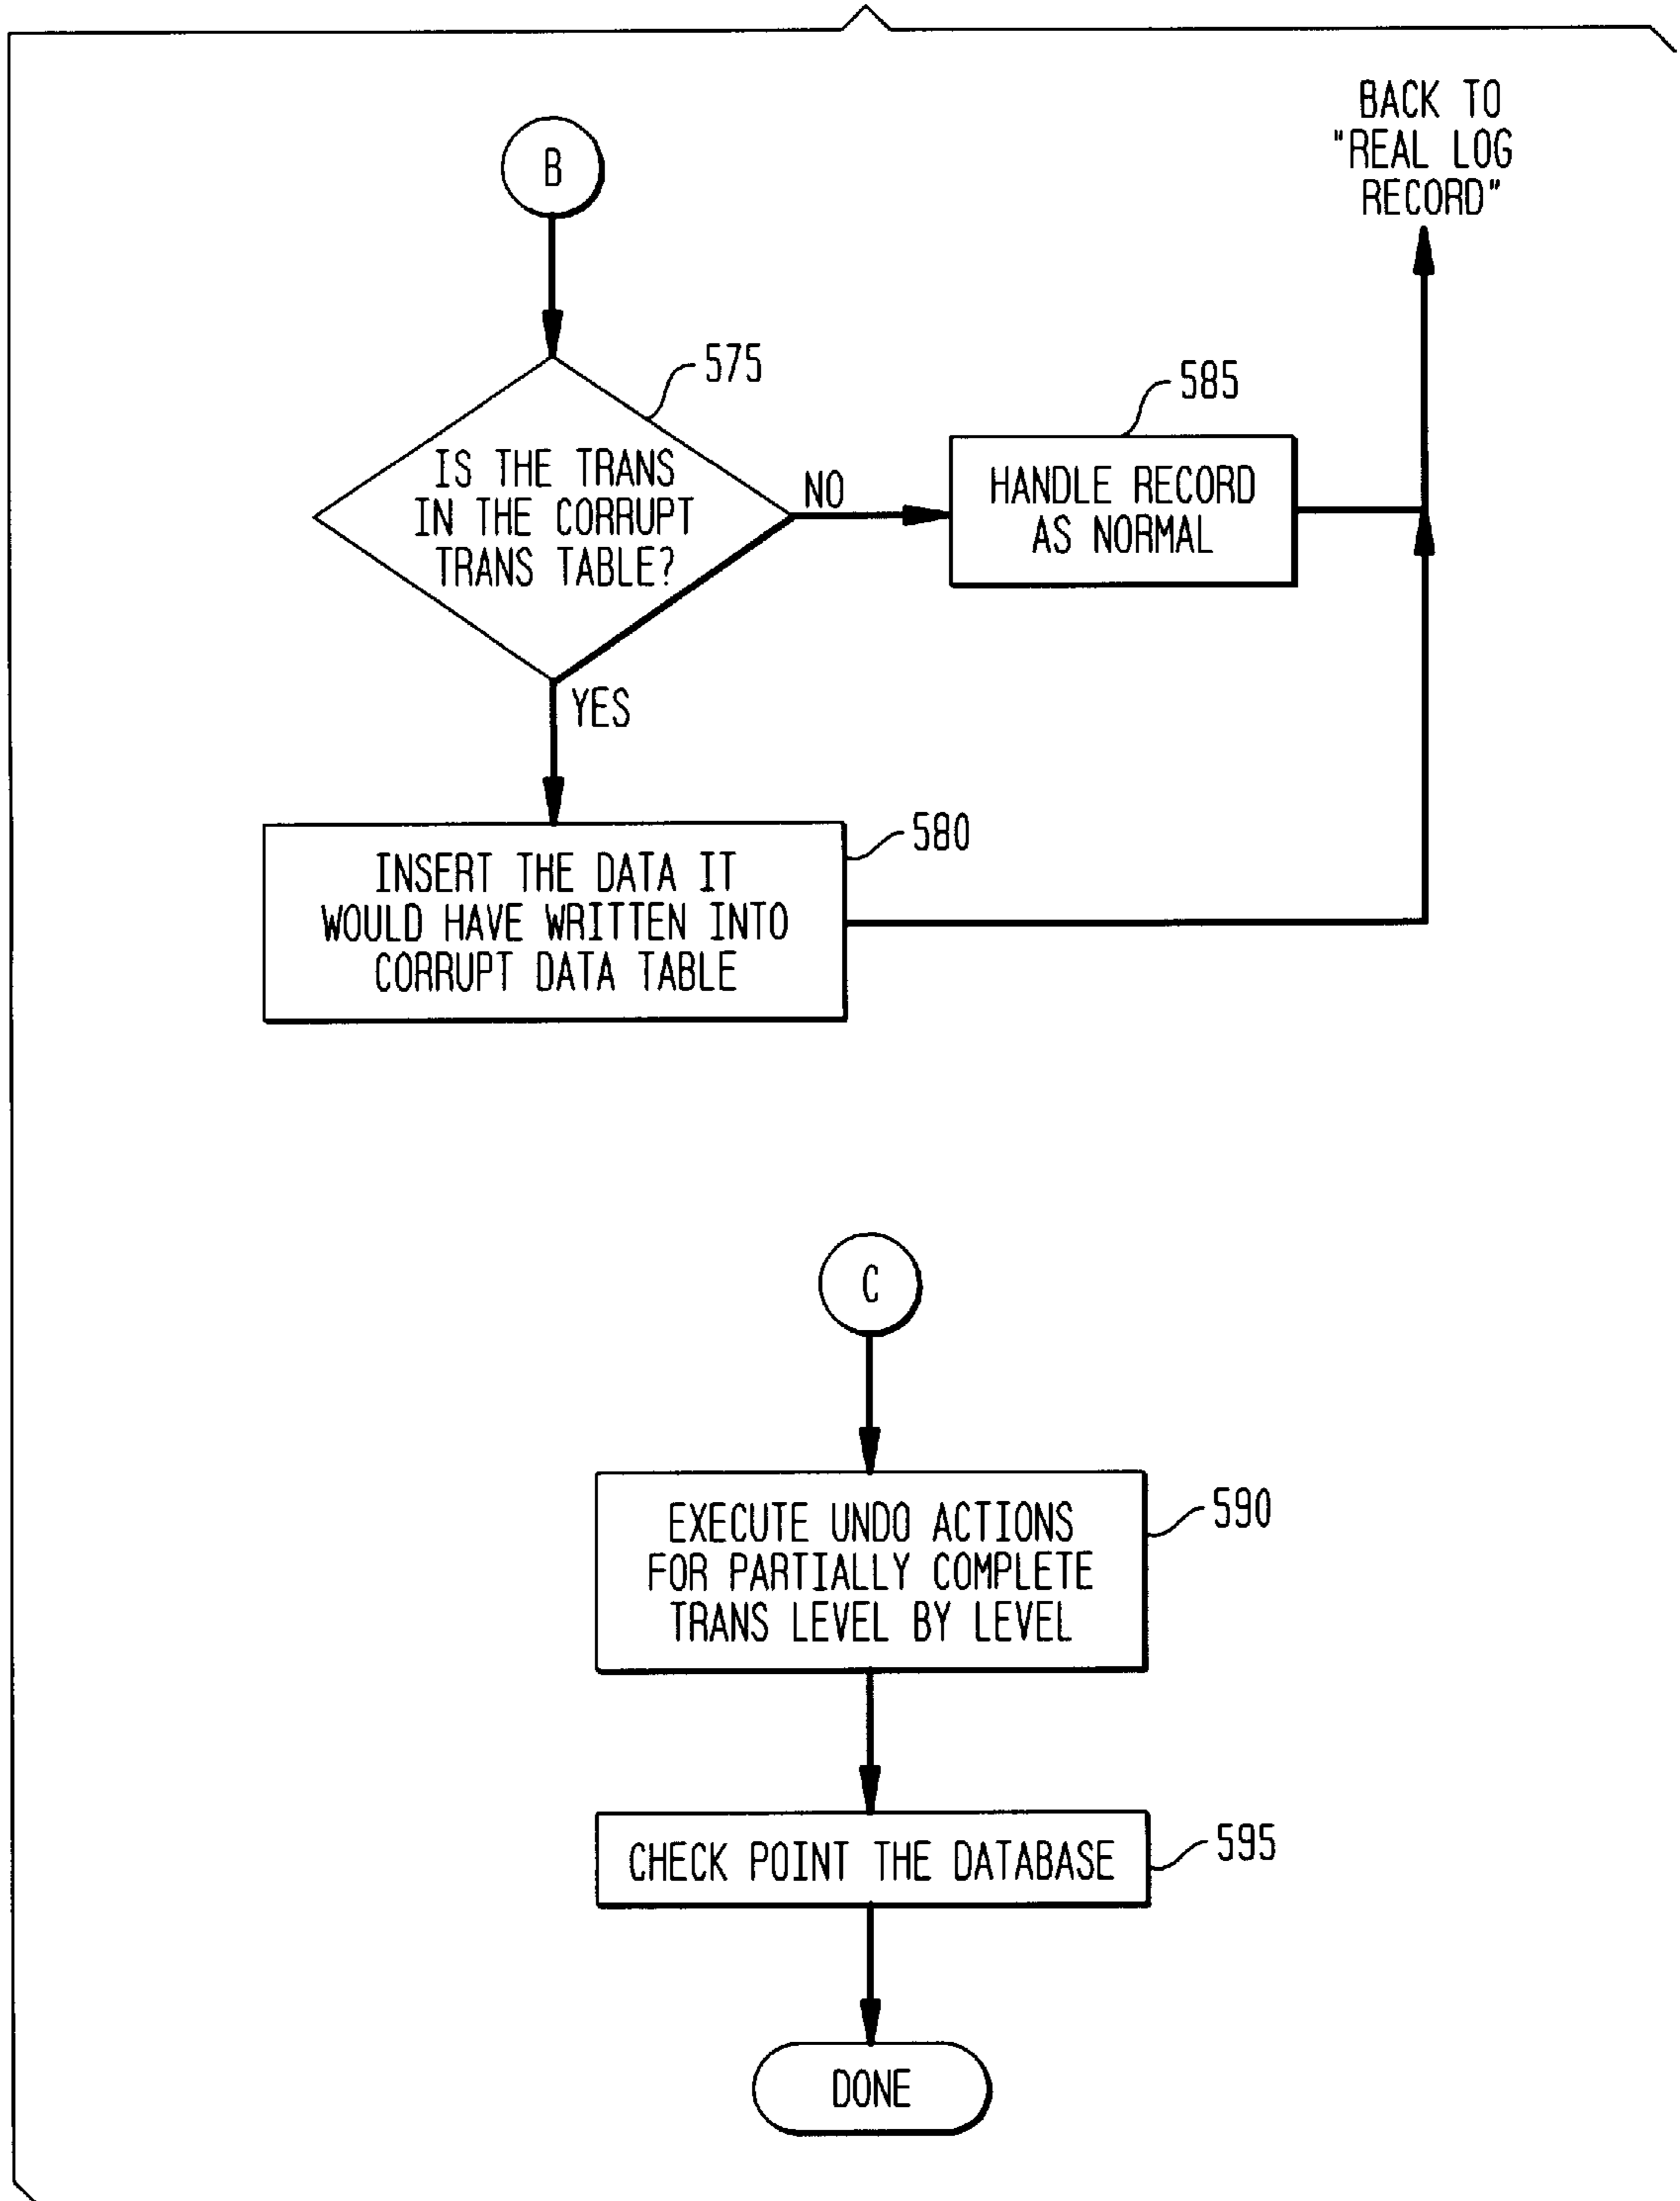 BACK TO
"REAL LOG
RECORD"
B
575
IS THE TRANS
IN THE CORRUPT
TRANS TABLE?
NO
585
HANDLE RECORD
AS NORMAL
YES
580
INSERT THE DATA IT
WOULD HAVE WRITTEN INTO
CORRUPT DATA TABLE
C
590
EXECUTE UNDO ACTIONS
FOR PARTIALLY COMPLETE
TRANS LEVEL BY LEVEL
595
CHECK POINT THE DATABASE
DONE